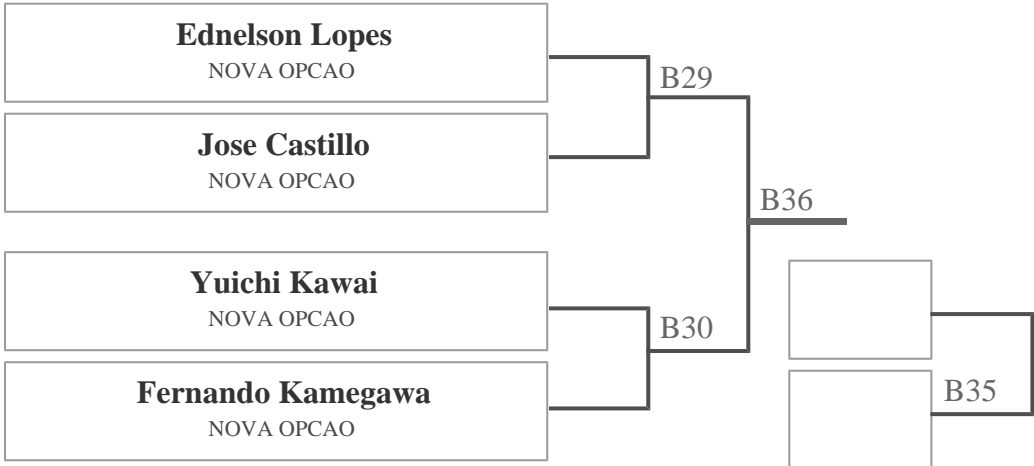 Ednelson Lopes
NOVA OPCAO
B29
Jose Castillo
NOVA OPCAO
B36
Yuichi Kawai
NOVA OPCAO
B30
Fernando Kamegawa
NOVA OPCAO
B35